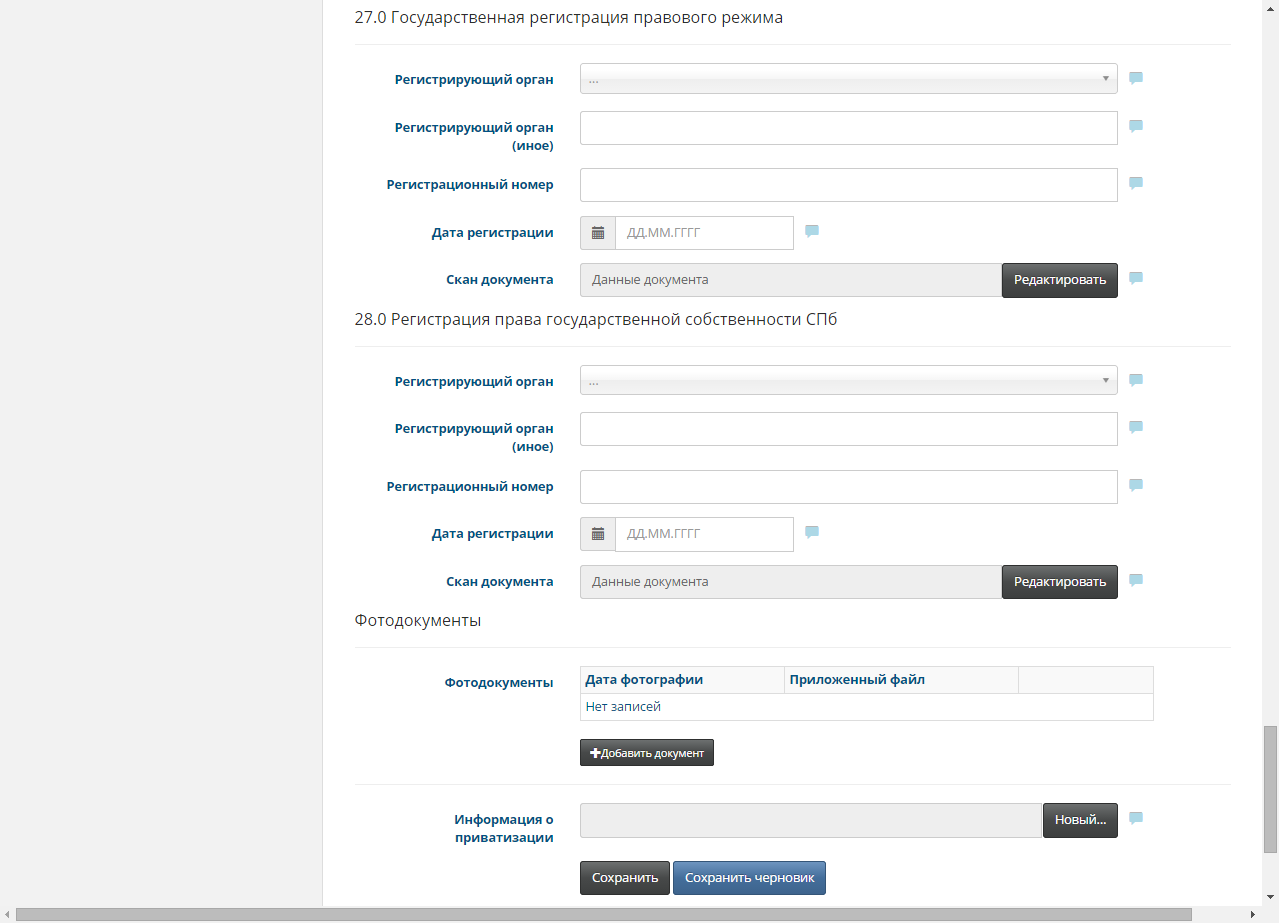 27.0 Государственная регистрация правового режима
Регистрирующий орган
...
Регистрирующий орган
(иное)
Регистрационный номер
Дата регистрации
ДД.ММ.ГГГГ
Скан документа
Данные документа
Редактировать
28.0 Регистрация права государственной собственности СПб
Регистрирующий орган
...
Регистрирующий орган
(иное)
Регистрационный номер
Дата регистрации
ДД.ММ.ГГГГ
Скан документа
Данные документа
Редактировать
Фотодокументы
Фотодокументы
Дата фотографии
Приложенный файл
Нет записей
Добавить документ
Информация о
приватизации
Новый...
Сохранить
Сохранить черновик